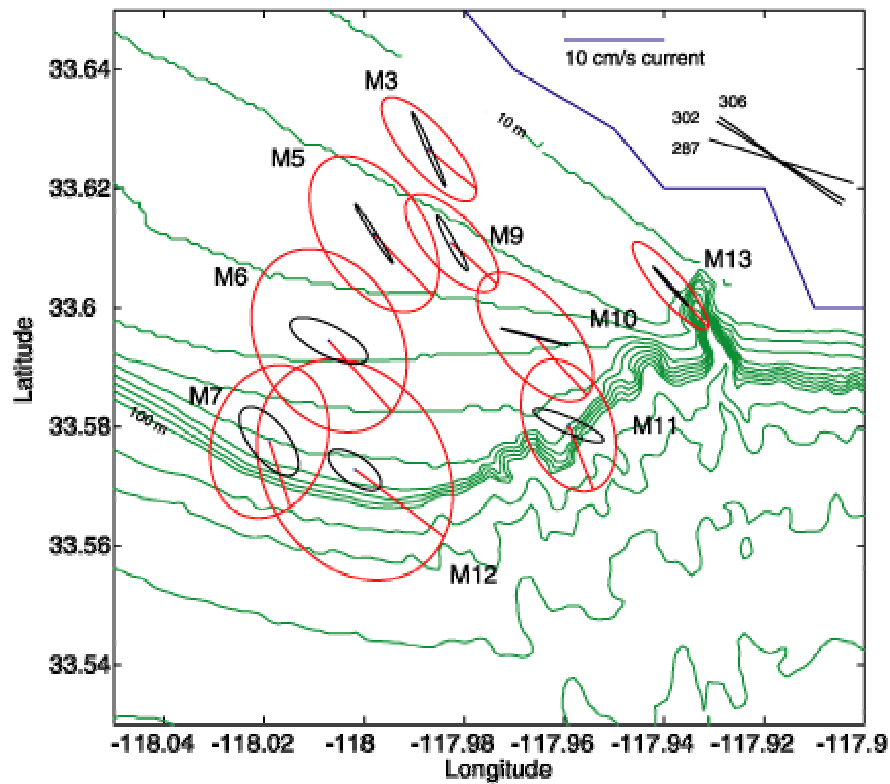 33.64
33.62
33.6
33.58
33.56
33.54
Latitude
M3
M5
M9
M6
M10
M13
M7
M11
M12
10 m
100 m
10 cm/s current
306
302
287
-118.04
-118.02
-118
-117.98
-117.96
-117.94
-117.92
-117.9
Longitude